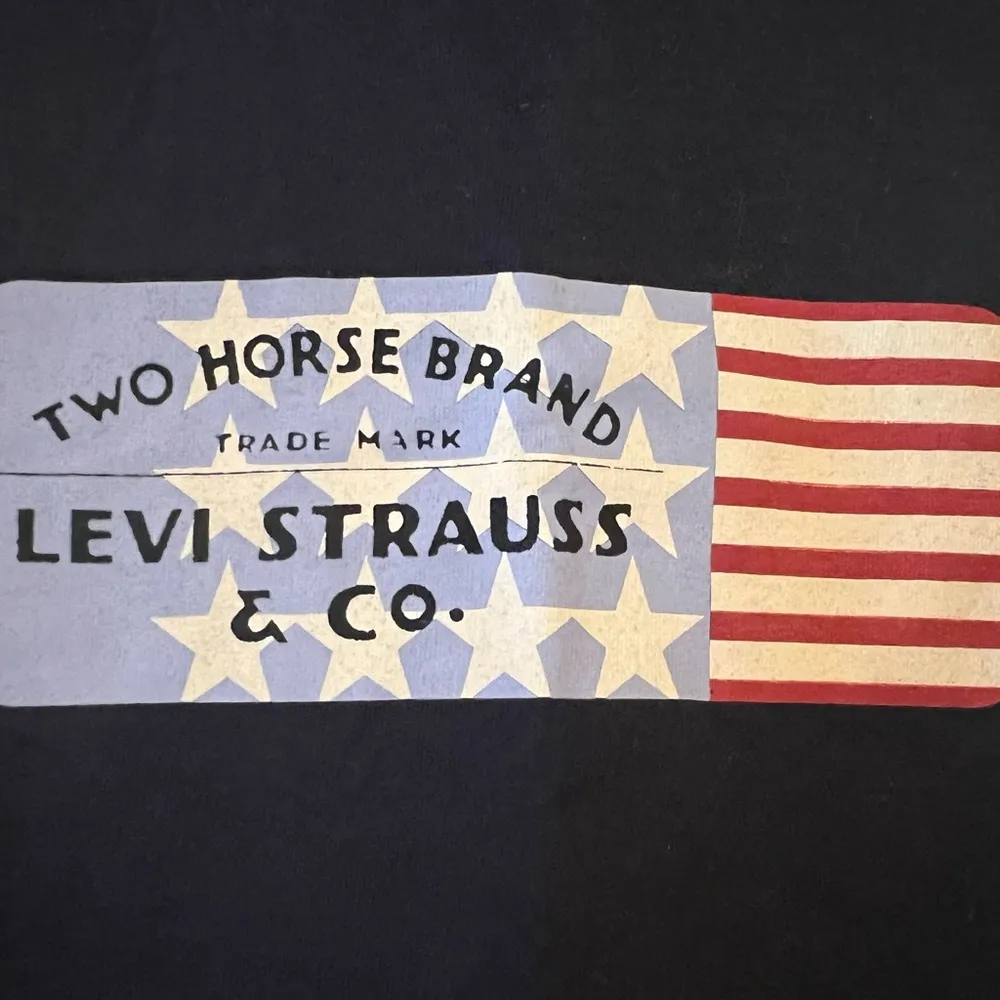 TWO HORSE BRAND
TRADE MARK
LEVI STRAUSS
& CO.